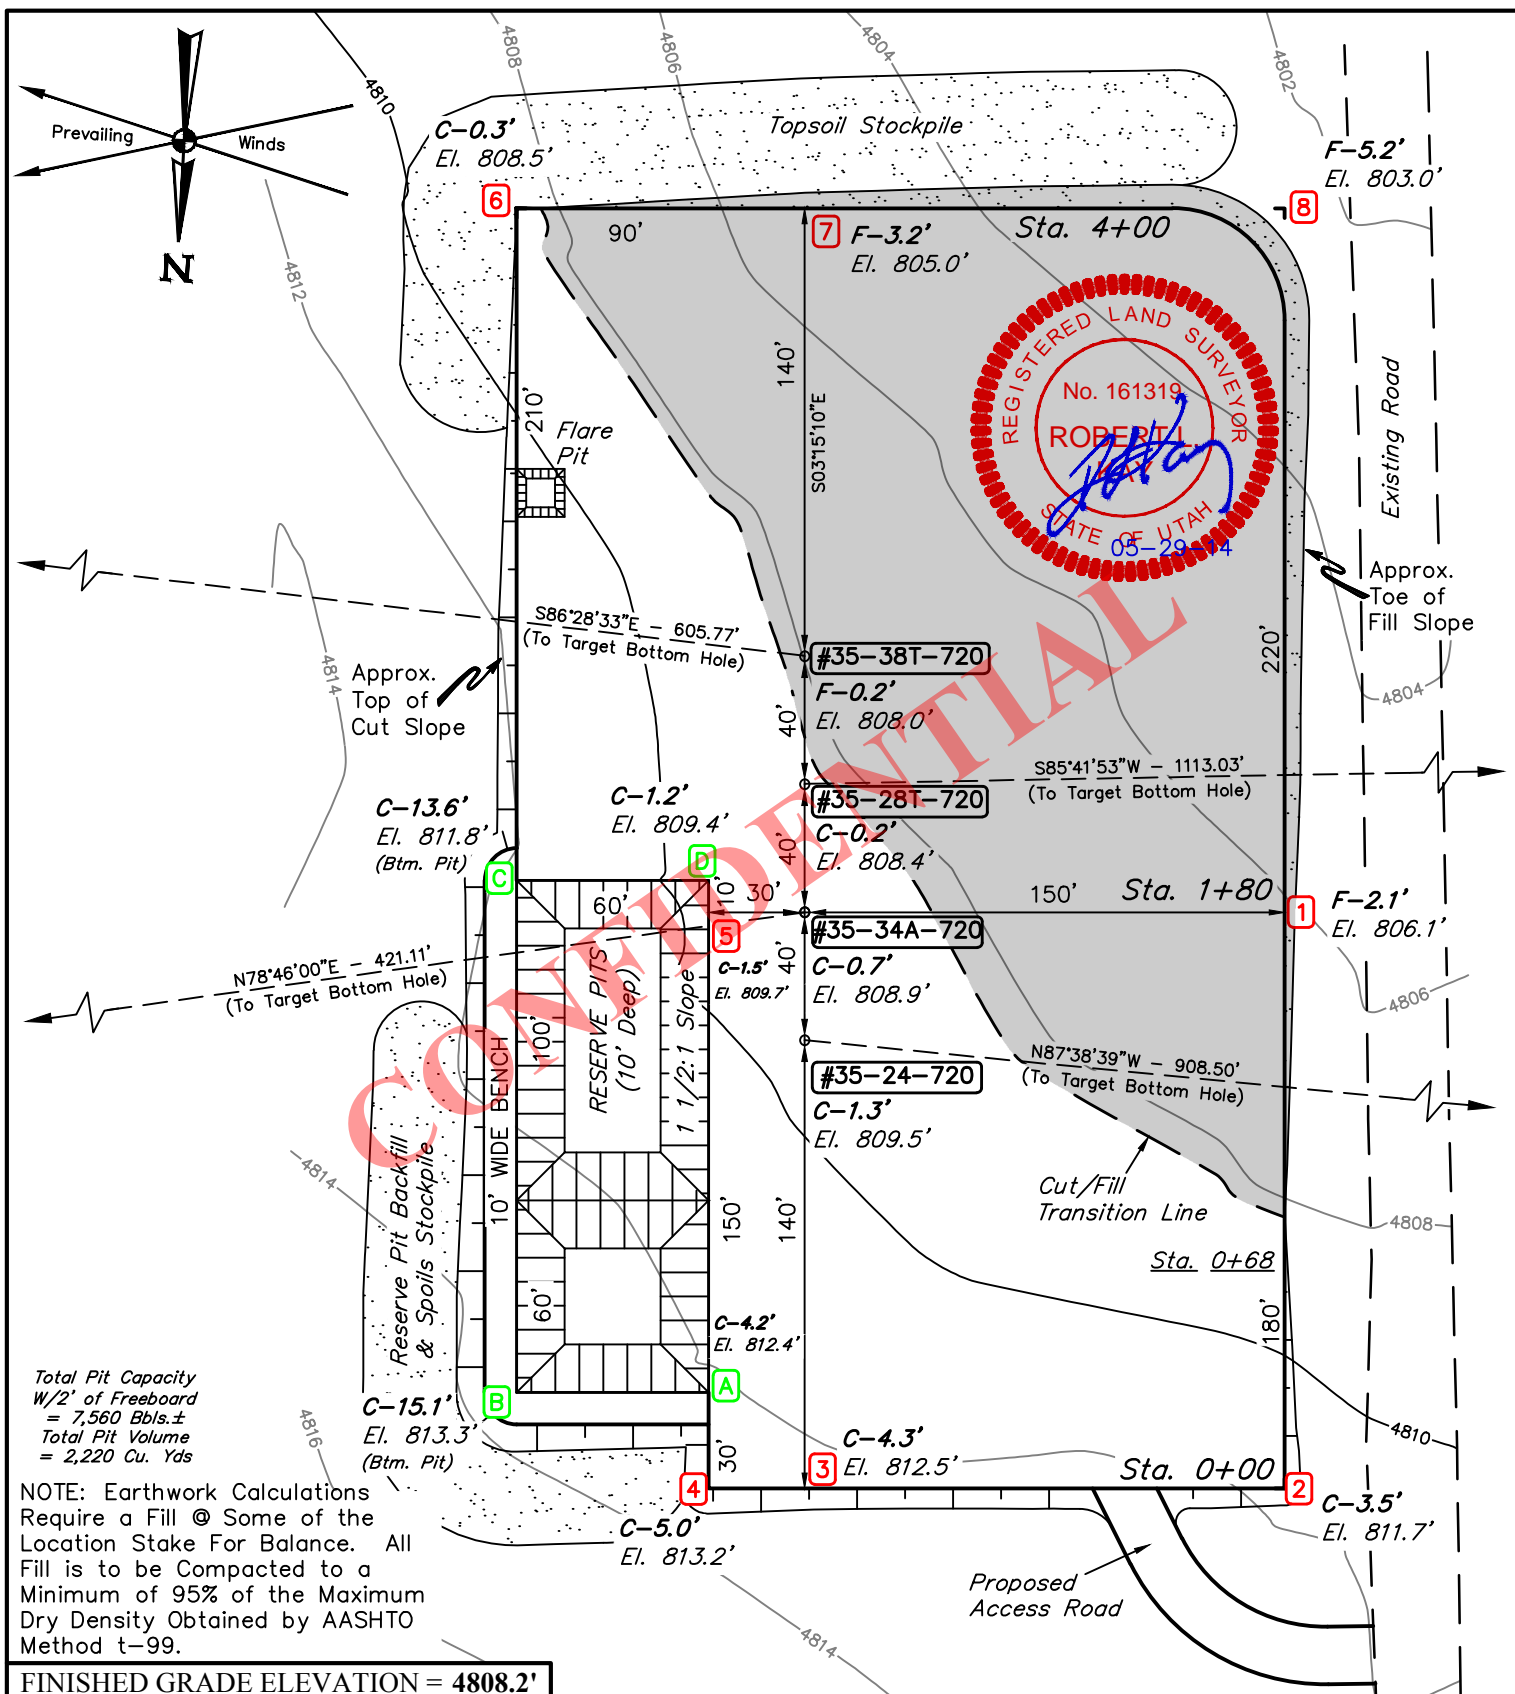 4808
4806
4804
4802
4810
Prevailing
Winds
N
C-0.3'
El. 808.5'
Topsoil Stockpile
F-5.2'
El. 803.0'
6
8
90'
7
F-3.2'
El. 805.0'
Sta. 4+00
4812
REGISTERED LAND SURVEYOR
No. 161319
ROBERT L.
KAY
STATE OF UTAH
05-29-14
140'
S03°15'10"E
210'
Flare
Pit
Existing Road
Approx.
Toe of
Fill Slope
S86°28'33"E - 605.77'
(To Target Bottom Hole)
#35-38T-720
F-0.2'
El. 808.0'
40'
220'
4814
4804
Approx.
Top of
Cut Slope
S85°41'53"W - 1113.03'
(To Target Bottom Hole)
#35-28T-720
C-0.2'
El. 808.4'
40'
C-13.6'
El. 811.8'
(Btm. Pit)
C-1.2'
El. 809.4'
C
D
60'
10'
30'
150'
Sta. 1+80
1
F-2.1'
El. 806.1'
5
#35-34A-720
C-1.5'
El. 809.7'
40'
C-0.7'
El. 808.9'
N78°46'00"E - 421.11'
(To Target Bottom Hole)
4806
CONFIDENTIAL
RESERVE PITS
(10' Deep)
1 1/2:1 Slope
100'
10' WIDE BENCH
#35-24-720
C-1.3'
El. 809.5'
N87°38'39"W - 908.50'
(To Target Bottom Hole)
4814
Reserve Pit Backfill
& Spoils Stockpile
150'
140'
Cut/Fill
Transition Line
4808
Sta. 0+68
60'
C-4.2'
El. 812.4'
180'
Total Pit Capacity
W/2' of Freeboard
= 7,560 Bbls.±
Total Pit Volume
= 2,220 Cu. Yds
4816
B
A
C-15.1'
El. 813.3'
(Btm. Pit)
30'
3
C-4.3'
El. 812.5'
Sta. 0+00
4810
4
2
C-3.5'
El. 811.7'
C-5.0'
El. 813.2'
NOTE: Earthwork Calculations
Require a Fill @ Some of the
Location Stake For Balance. All
Fill is to be Compacted to a
Minimum of 95% of the Maximum
Dry Density Obtained by AASHTO
Method t-99.
Proposed
Access Road
4814
FINISHED GRADE ELEVATION = 4808.2'